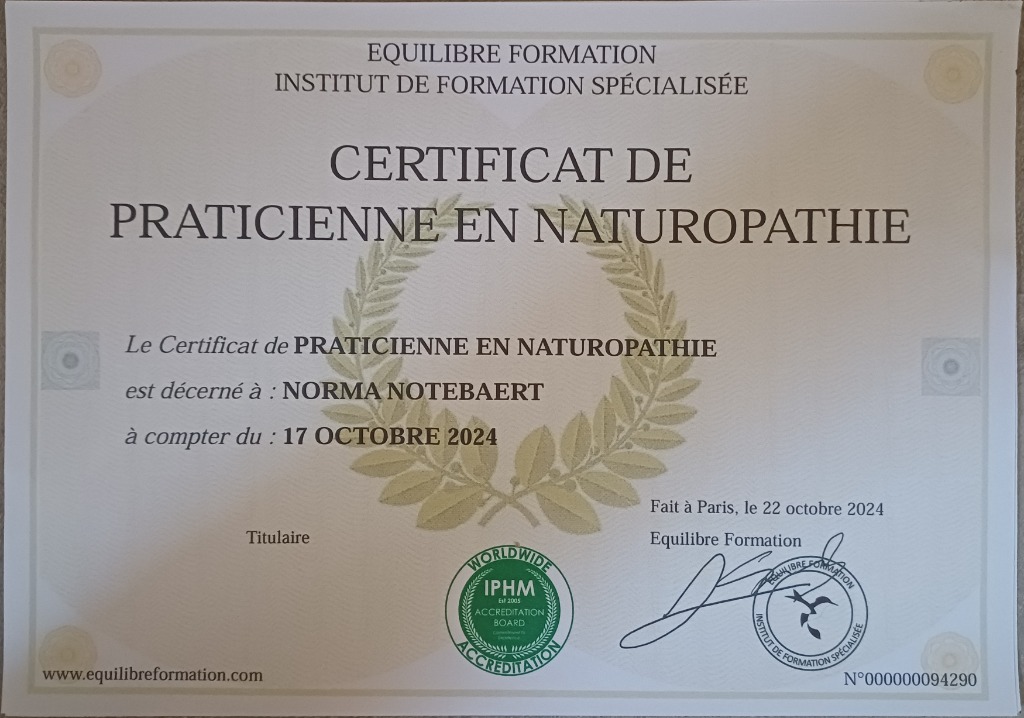 EQUILIBRE FORMATION
INSTITUT DE FORMATION SPÉCIALISÉE
CERTIFICAT DE
PRATICIENNE EN NATUROPATHIE
Le Certificat de PRATICIENNE EN NATUROPATHIE
est décerné à : NORMA NOTEBAERT
à compter du : 17 OCTOBRE 2024
Fait à Paris, le 22 octobre 2024
Titulaire
Equilibre Formation
WORLDWIDE
IPHM
Est 2005
ACCREDITATION
BOARD
ACCREDITATION
EQUILIBRE FORMATION
INSTITUT DE FORMATION SPÉCIALISÉE
www.equilibreformation.com
N°000000094290